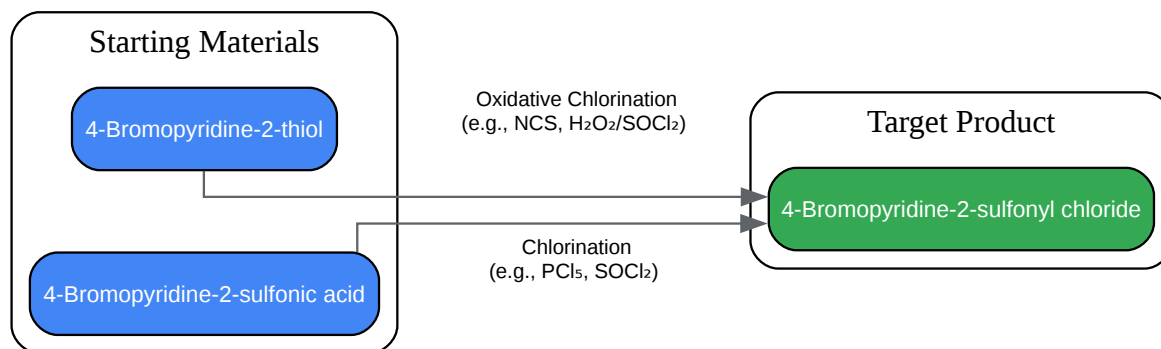 Starting Materials
4-Bromopyridine-2-thiol
4-Bromopyridine-2-sulfonic acid
Oxidative Chlorination
(e.g., NCS, H₂O₂/SOCl₂)
Chlorination
(e.g., PCl₅, SOCl₂)
Target Product
4-Bromopyridine-2-sulfonyl chloride